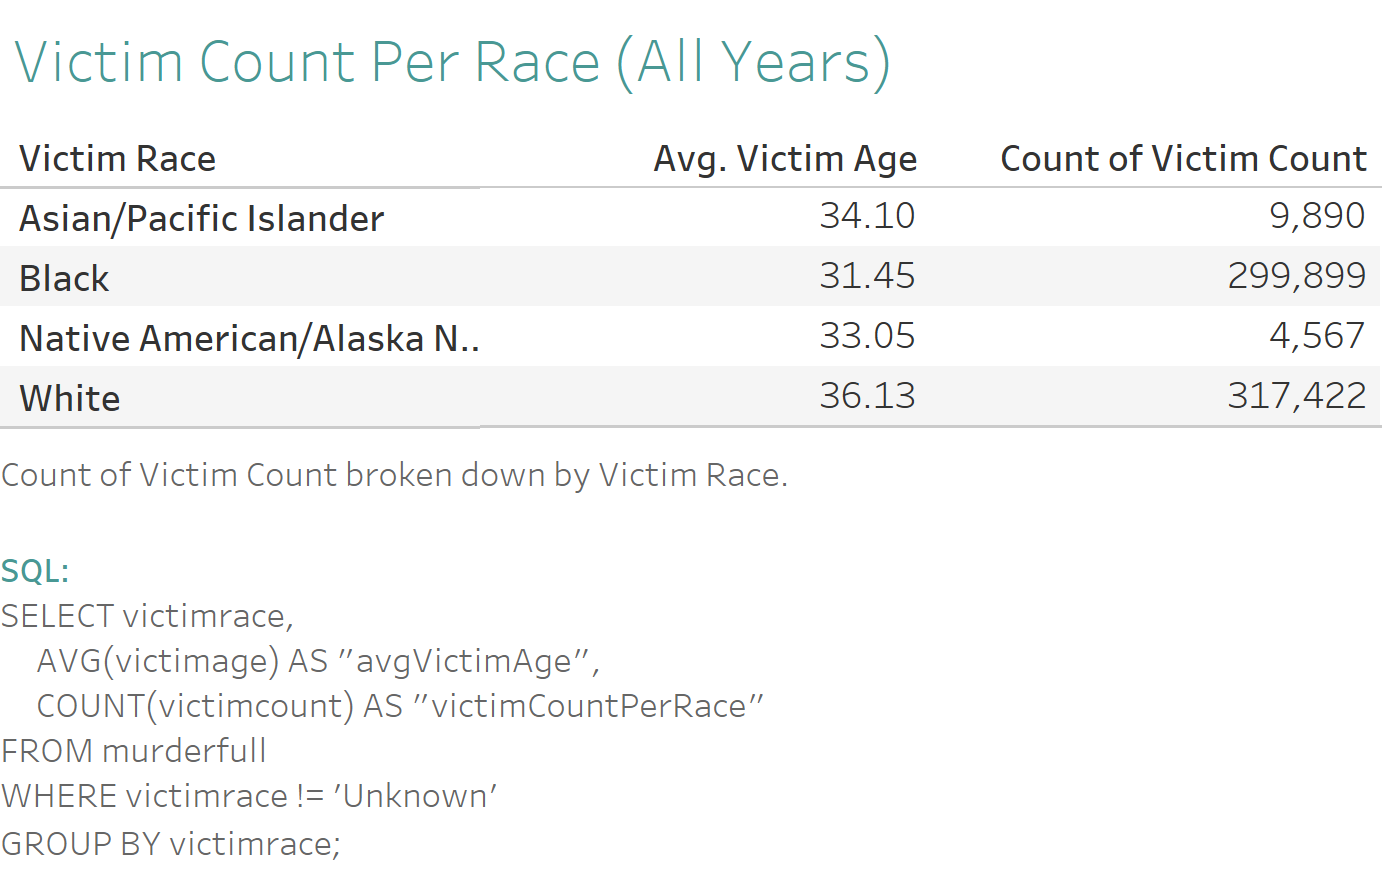 Victim Count Per Race (All Years)
Victim Race Avg. Victim Age Count of Victim Count
Asian/Pacific Islander 34.10 9,890
Black 31.45 299,899
Native American/Alaska N.. 33.05 4,567
White 36.13 317,422
Count of Victim Count broken down by Victim Race.
SQL:
SELECT victimrace,
AVG(victimage) AS "avgVictimAge",
COUNT(victimcount) AS "victimCountPerRace"
FROM murderfull
WHERE victimrace != 'Unknown'
GROUP BY victimrace;